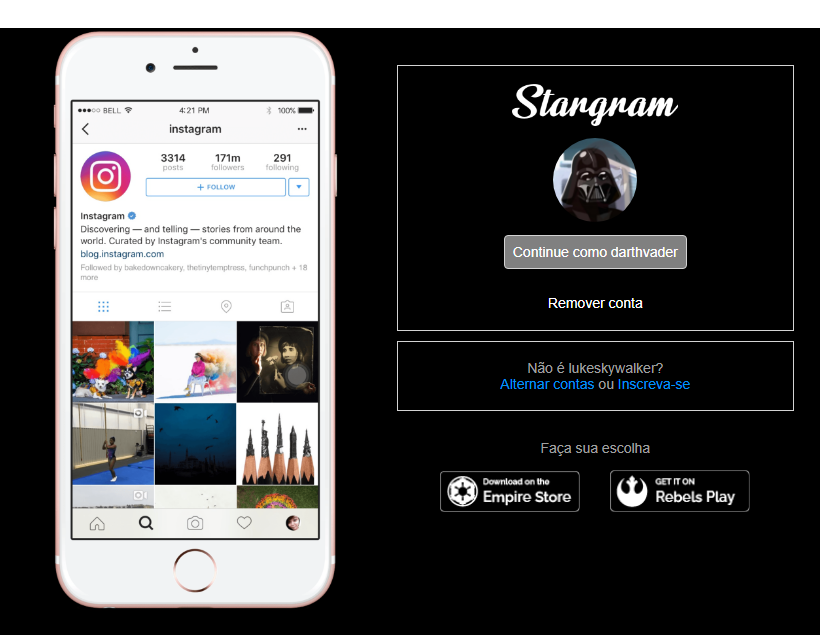 BELL 4:21 PM 100%
instagram
3314 171m 291
posts followers following
+ FOLLOW
Instagram
Discovering — and telling — stories from around the
world. Curated by Instagram's community team.
blog.instagram.com
Followed by bakedowncakery, thetinytemptress, funchpunch + 18
more
Stangram
Continue como darthvader
Remover conta
Não é lukeskywalker?
Alternar contas ou Inscreva-se
Faça sua escolha
Download on the
Empire Store
GET IT ON
Rebels Play